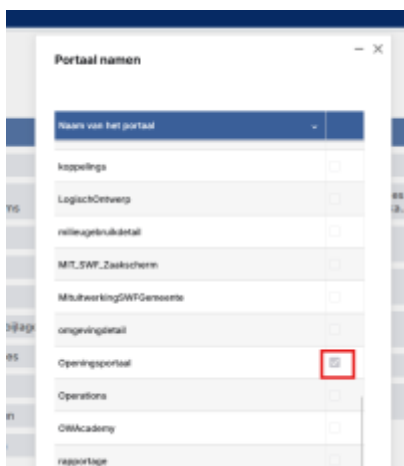 Portaal namen
Naam van het portaal
koppelings
LogischOntwerp
milieugebruikdetail
MIT_SWF_Zaakscherm
MituitwerkingSWFGemeente
omgevingdetail
Openingsportaal
Operations
OWAcademy
rapportage